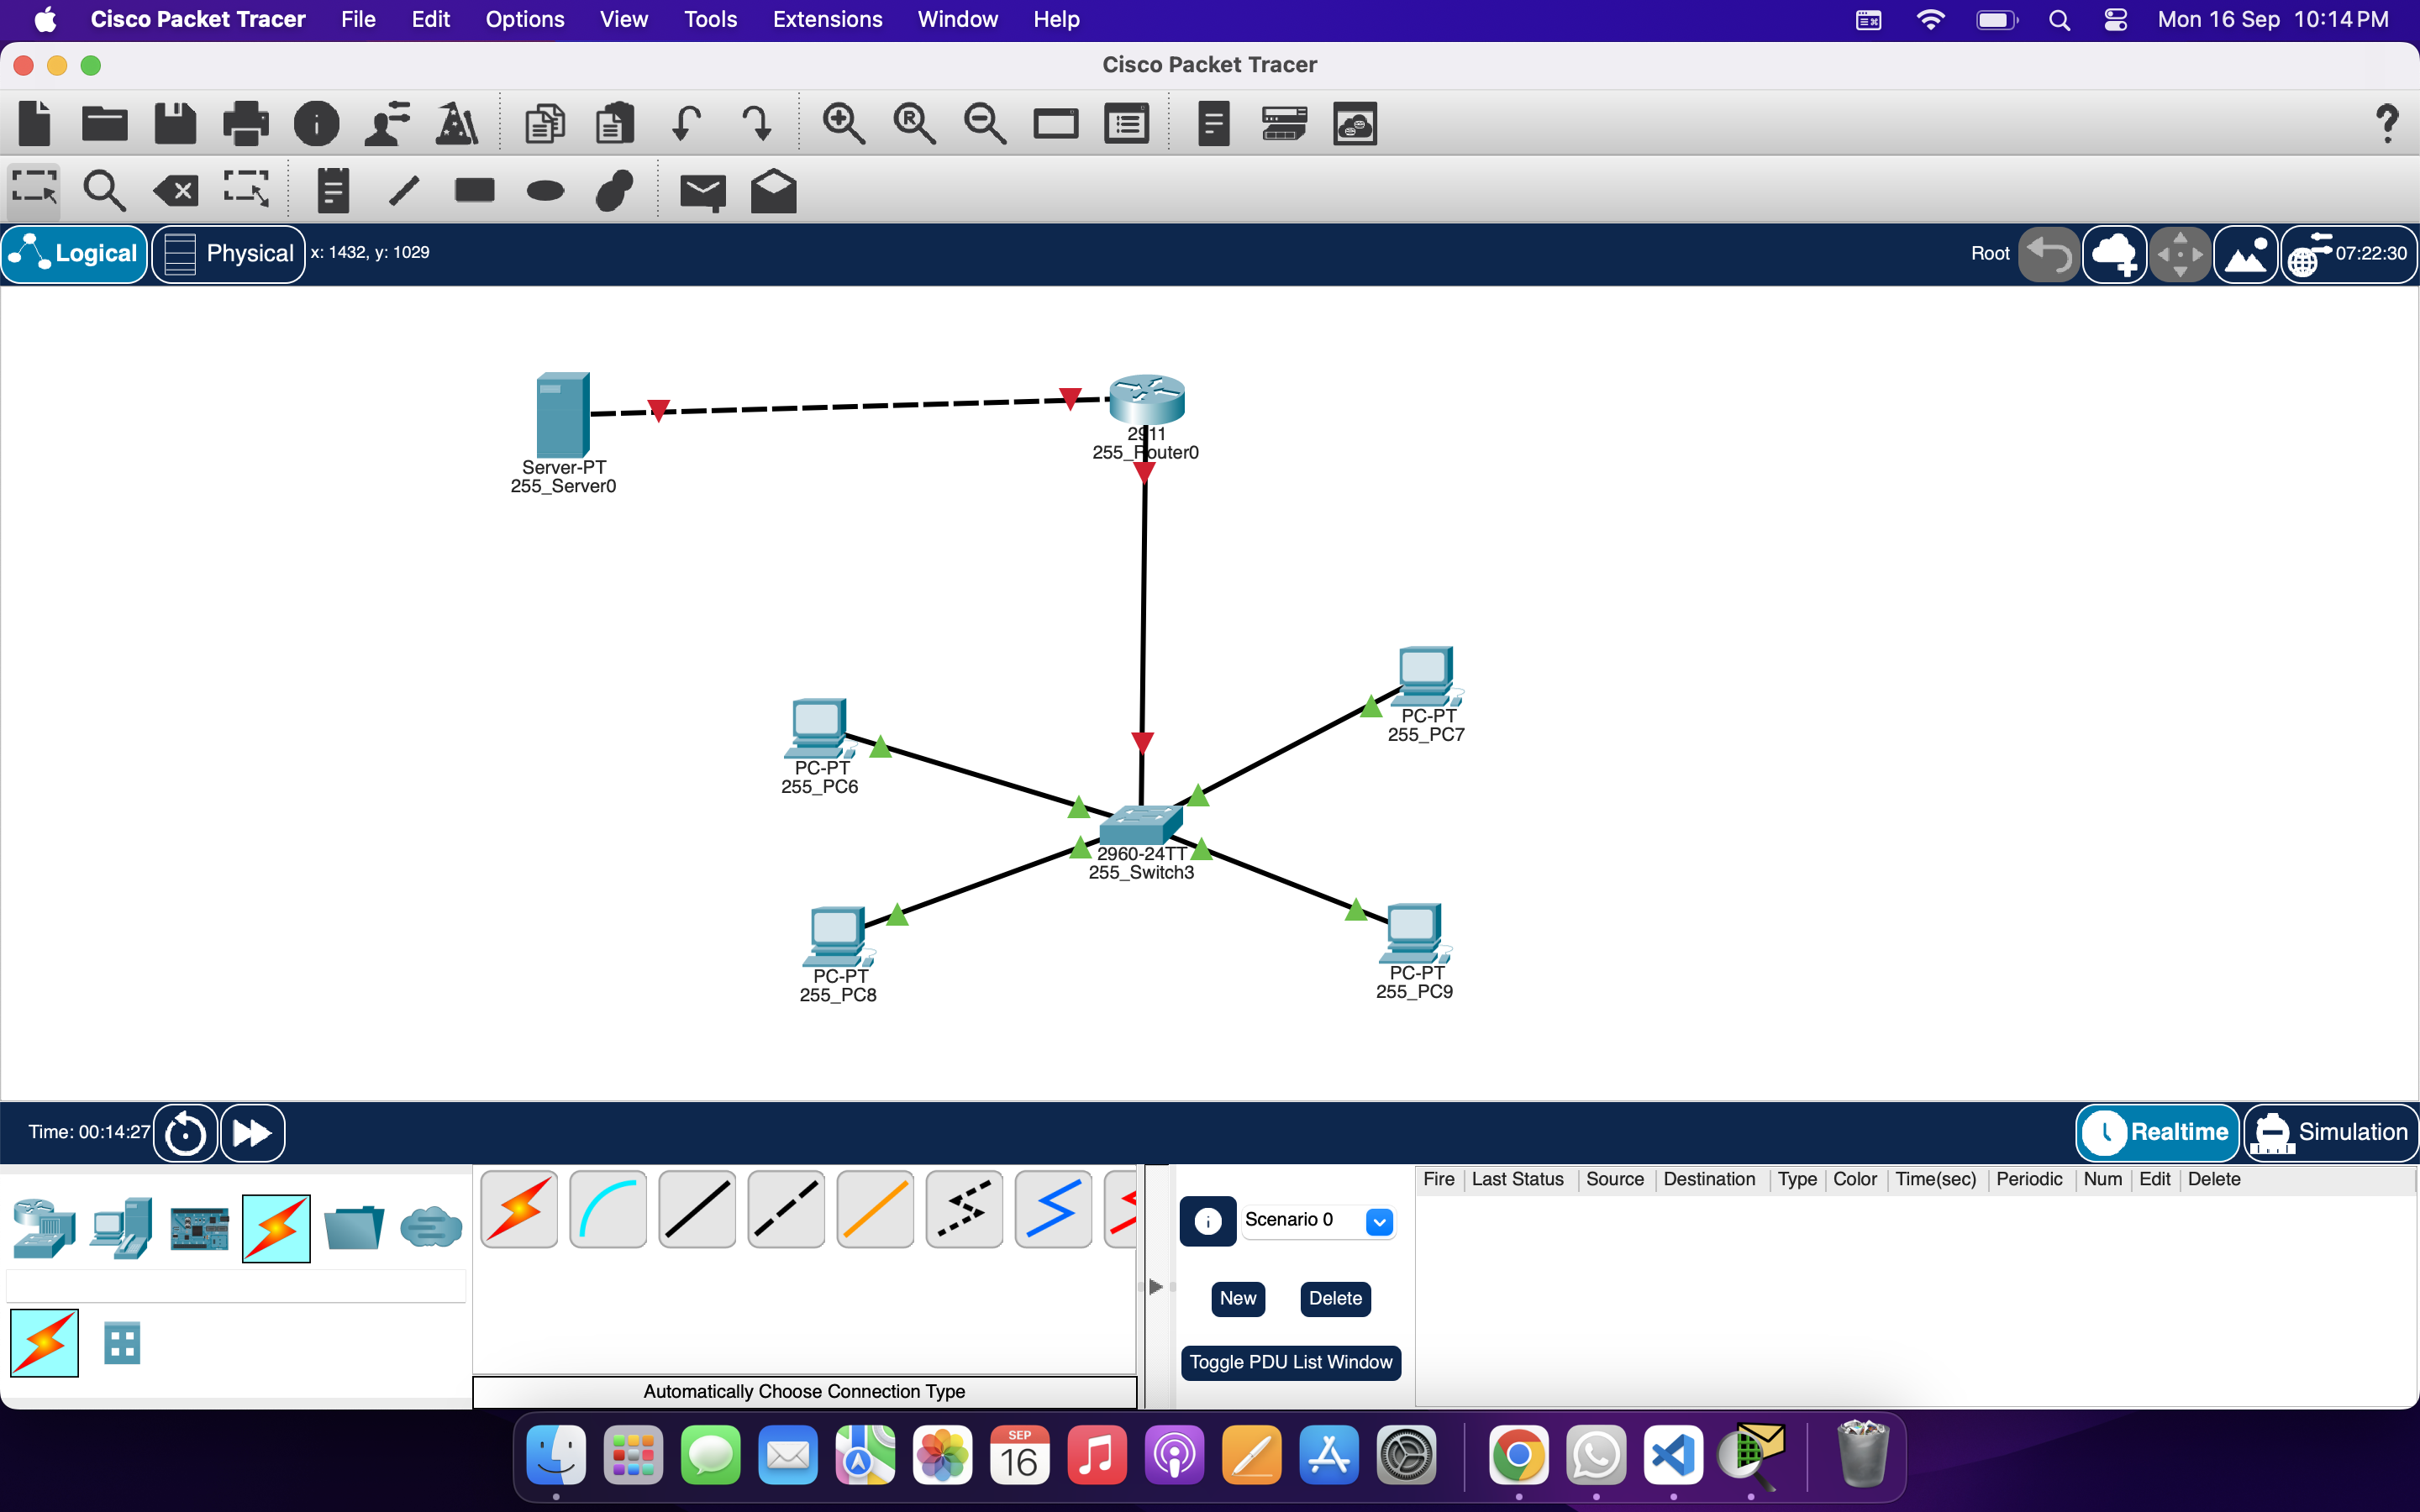 Cisco Packet Tracer File Edit Options View Tools Extensions Window Help Mon 16 Sep 10:14 PM
Cisco Packet Tracer
Logical Physical x: 1432, y: 1029 Root 07:22:30
2911
255_Router0
Server-PT
255_Server0
PC-PT
255_PC7
PC-PT
255_PC6
2960-24TT
255_Switch3
PC-PT
255_PC8
PC-PT
255_PC9
Time: 00:14:27 Realtime Simulation
Fire Last Status Source Destination Type Color Time(sec) Periodic Num Edit Delete
Scenario 0
New Delete
Toggle PDU List Window
Automatically Choose Connection Type
SEP
16